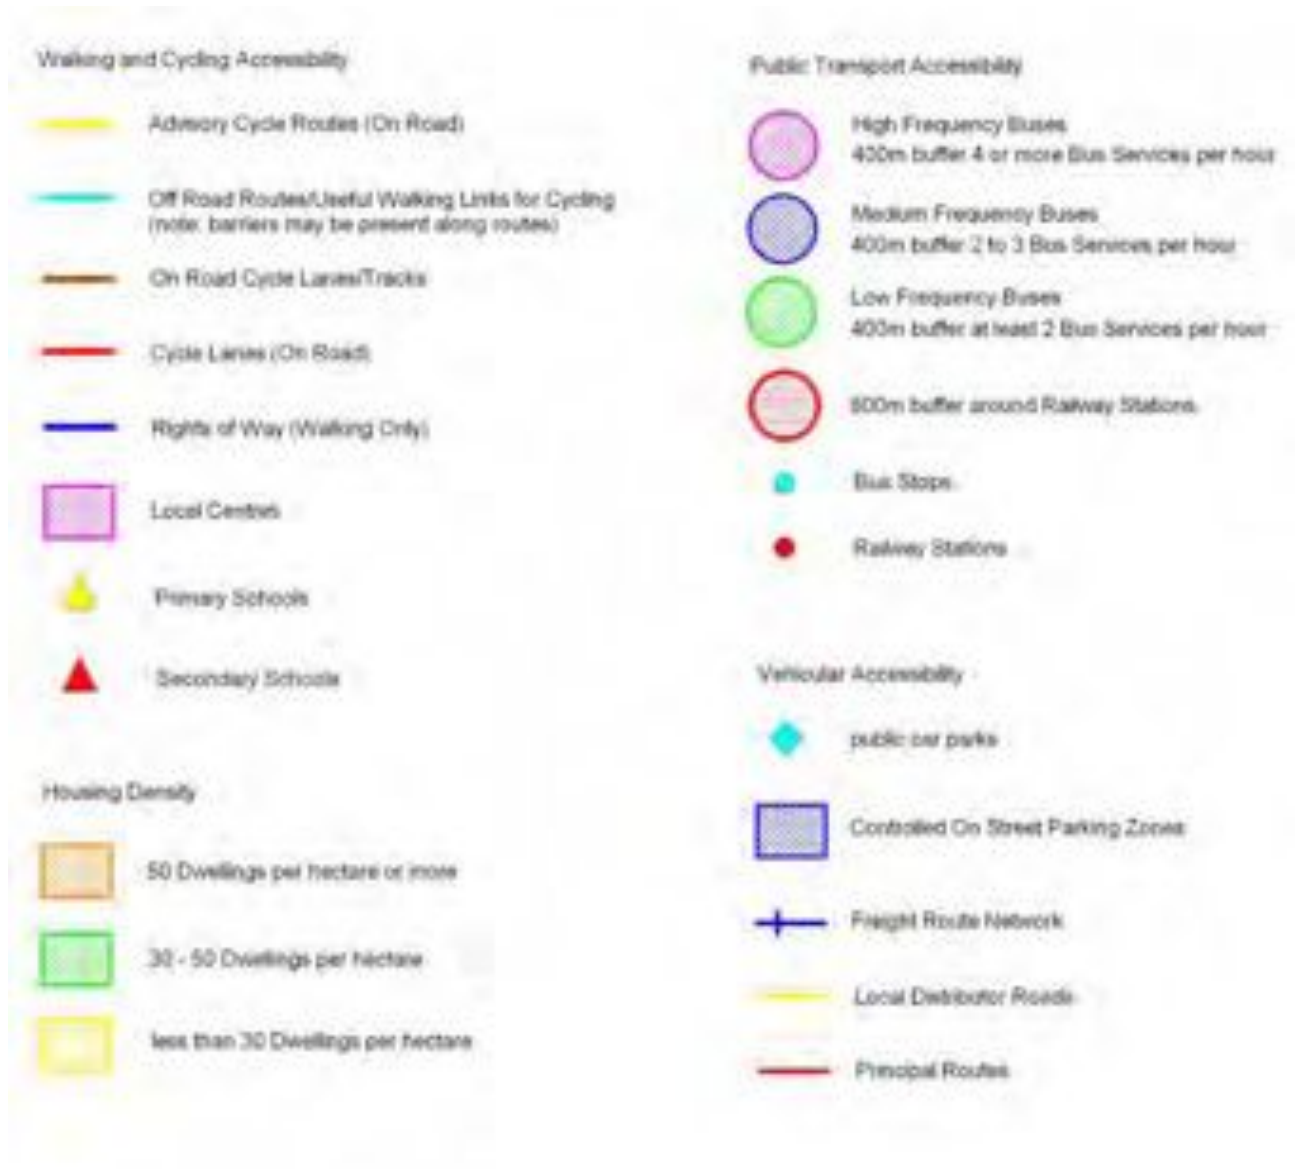 Walking and Cycling Accessibility
Advisory Cycle Routes (On Road)
Off Road Routes/Useful Walking Links for Cycling
(note: barriers may be present along routes)
On Road Cycle Lanes/Tracks
Cycle Lanes (On Road)
Rights of Way (Walking Only)
Local Centres
Primary Schools
Secondary Schools
Housing Density
50 Dwellings per hectare or more
30 - 50 Dwellings per hectare
less than 30 Dwellings per hectare
Public Transport Accessibility
High Frequency Buses
400m buffer 4 or more Bus Services per hour
Medium Frequency Buses
400m buffer 2 to 3 Bus Services per hour
Low Frequency Buses
400m buffer at least 2 Bus Services per hour
buffer around Railway Stations
Bus Stops
Railway Stations
Vehicular Accessibility
public car parks
Controlled On Street Parking Zones
Freight Route Network
Local Distributor Roads
Principal Routes